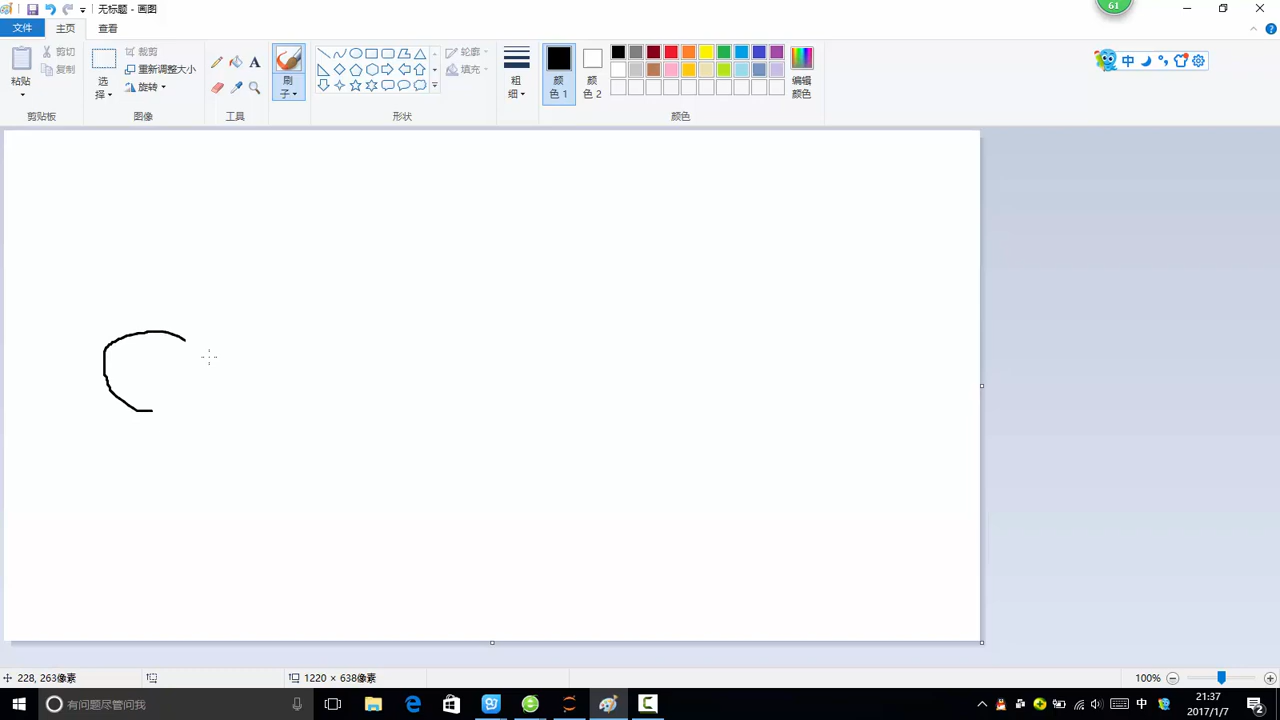 无标题 - 画图
61
文件 主页 查看
粘贴
剪切
复制
剪贴板
选择
裁剪
重新调整大小
旋转
图像
A
工具
刷子
轮廓
填充
形状
粗细
颜色 1
颜色 2
编辑颜色
颜色
中
228, 263像素
1220 × 638像素
100%
有问题尽管问我
中
21:37
2017/1/7
2